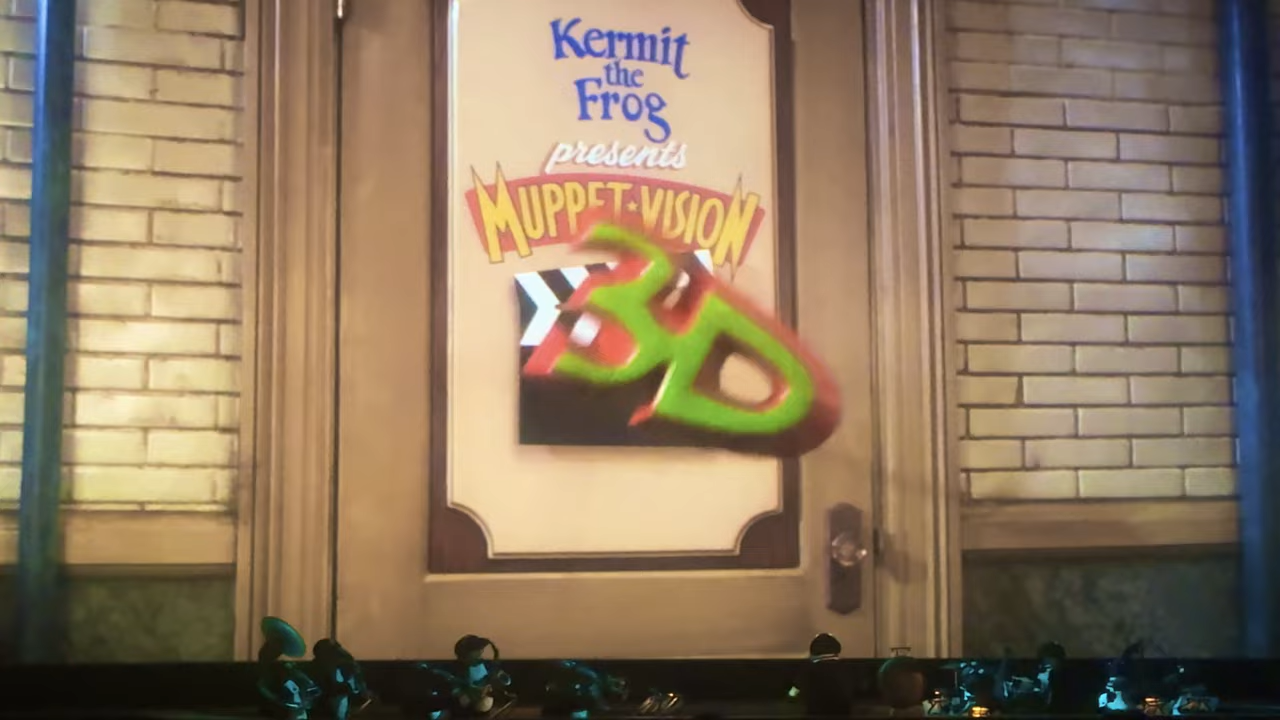 Kermit
the
Frog
presents
MUPPET★VISION
3D